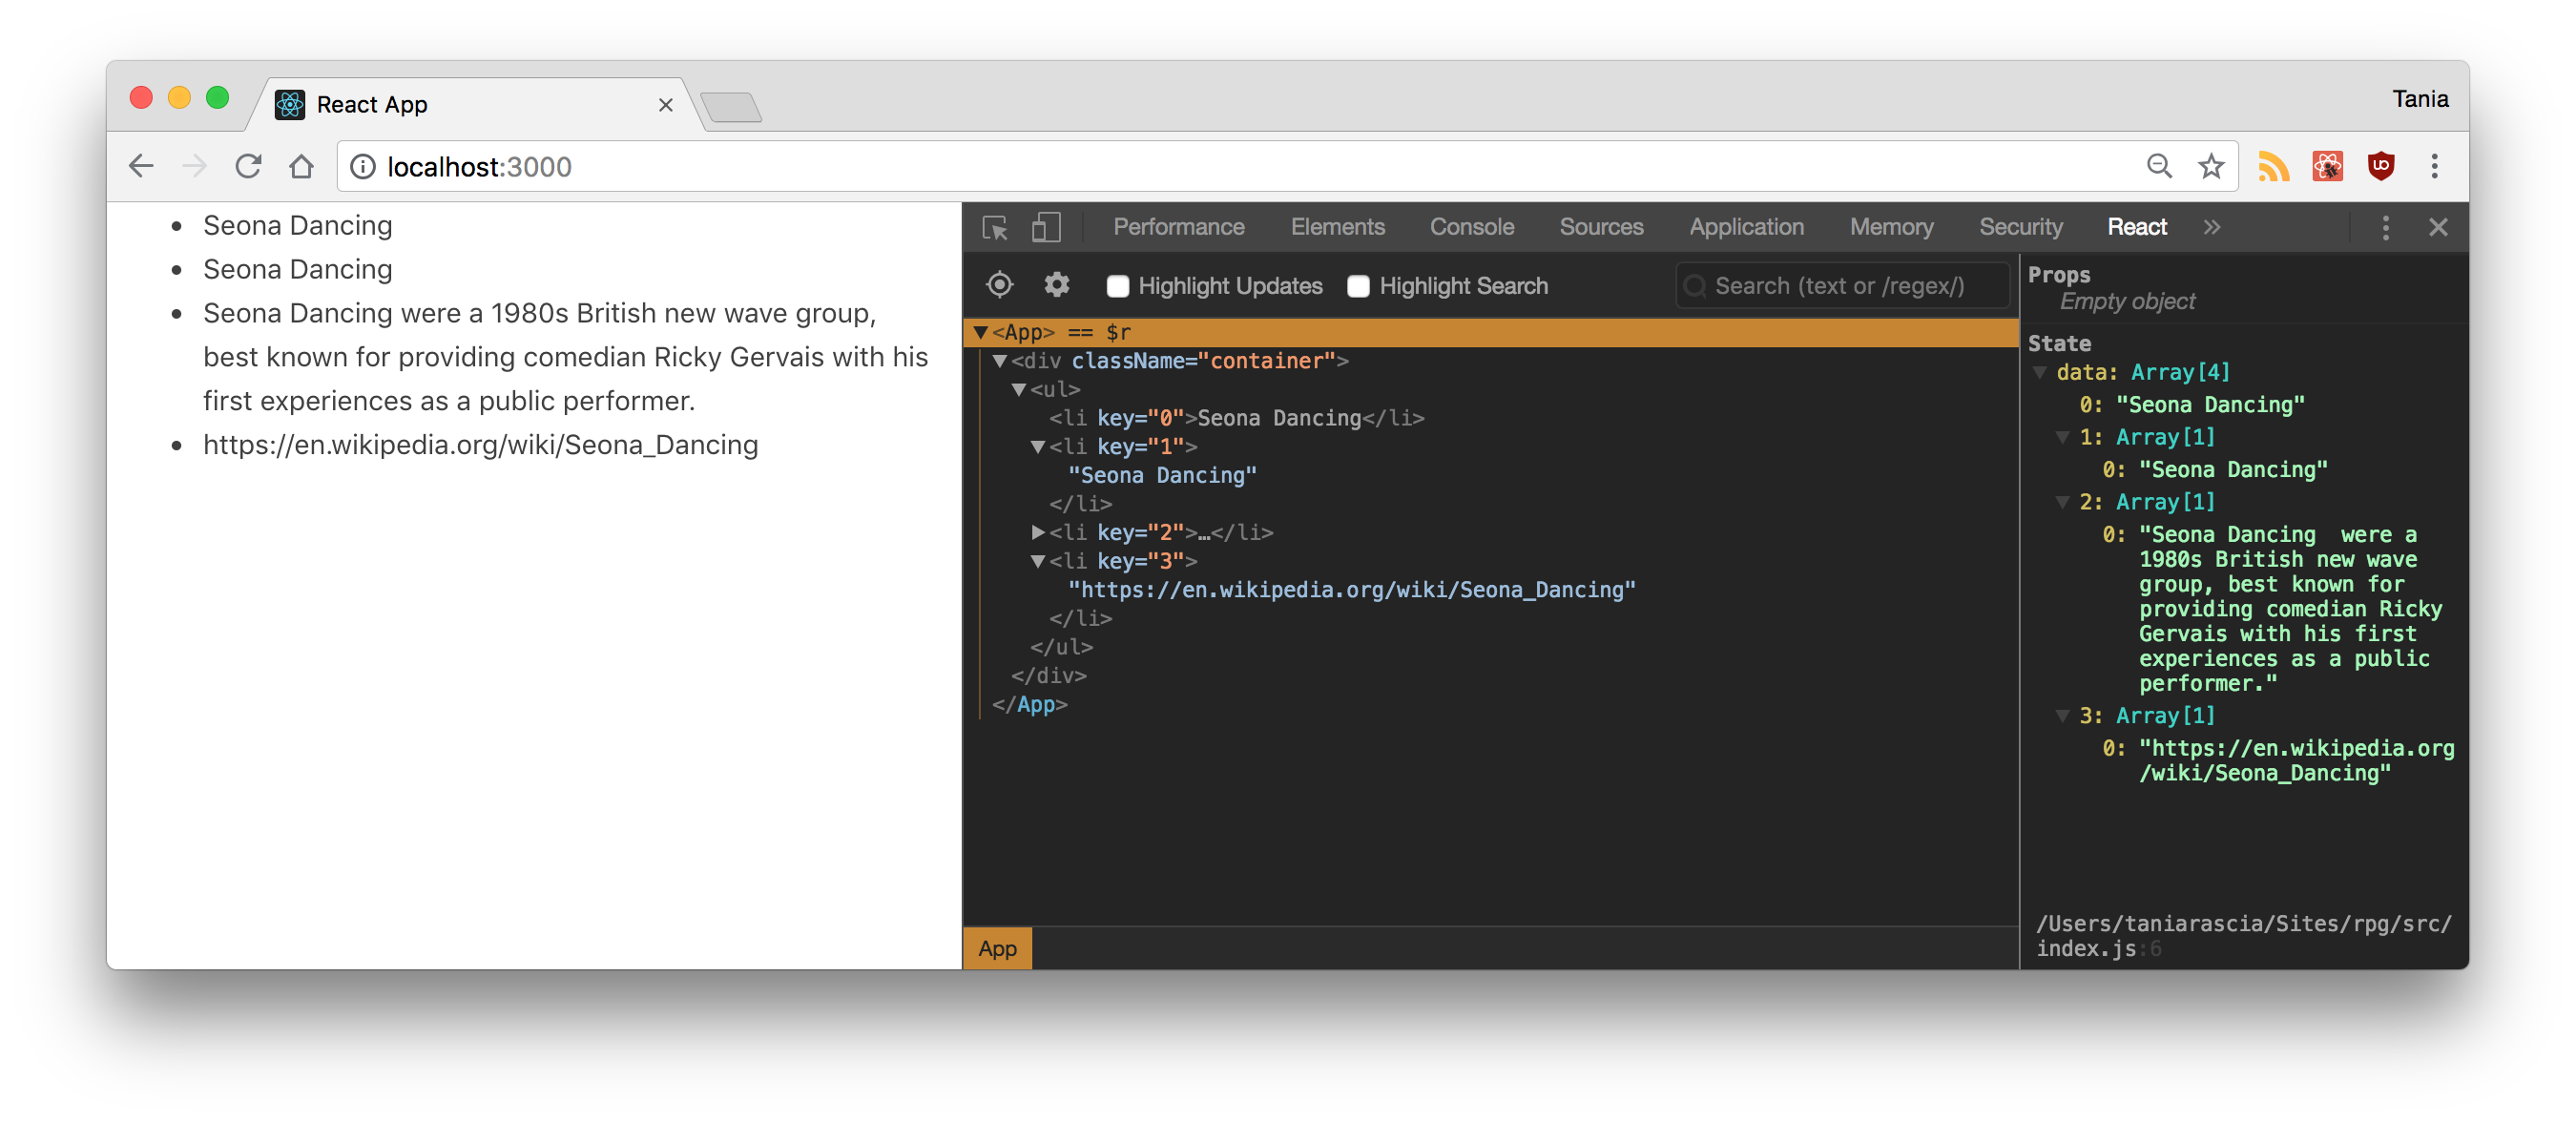 React App
Tania
localhost:3000
Seona Dancing
Seona Dancing
Seona Dancing were a 1980s British new wave group,
best known for providing comedian Ricky Gervais with his
first experiences as a public performer.
https://en.wikipedia.org/wiki/Seona_Dancing
Performance Elements Console Sources Application Memory Security React »
Highlight Updates Highlight Search Search (text or /regex/)
<App> == $r
<div className="container">
<ul>
<li key="0">Seona Dancing</li>
<li key="1">
"Seona Dancing"
</li>
<li key="2">…</li>
<li key="3">
"https://en.wikipedia.org/wiki/Seona_Dancing"
</li>
</ul>
</div>
</App>
App
Props
Empty object
State
data: Array[4]
0: "Seona Dancing"
1: Array[1]
0: "Seona Dancing"
2: Array[1]
0: "Seona Dancing  were a
1980s British new wave
group, best known for
providing comedian Ricky
Gervais with his first
experiences as a public
performer."
3: Array[1]
0: "https://en.wikipedia.org
/wiki/Seona_Dancing"
/Users/taniarascia/Sites/rpg/src/
index.js:6